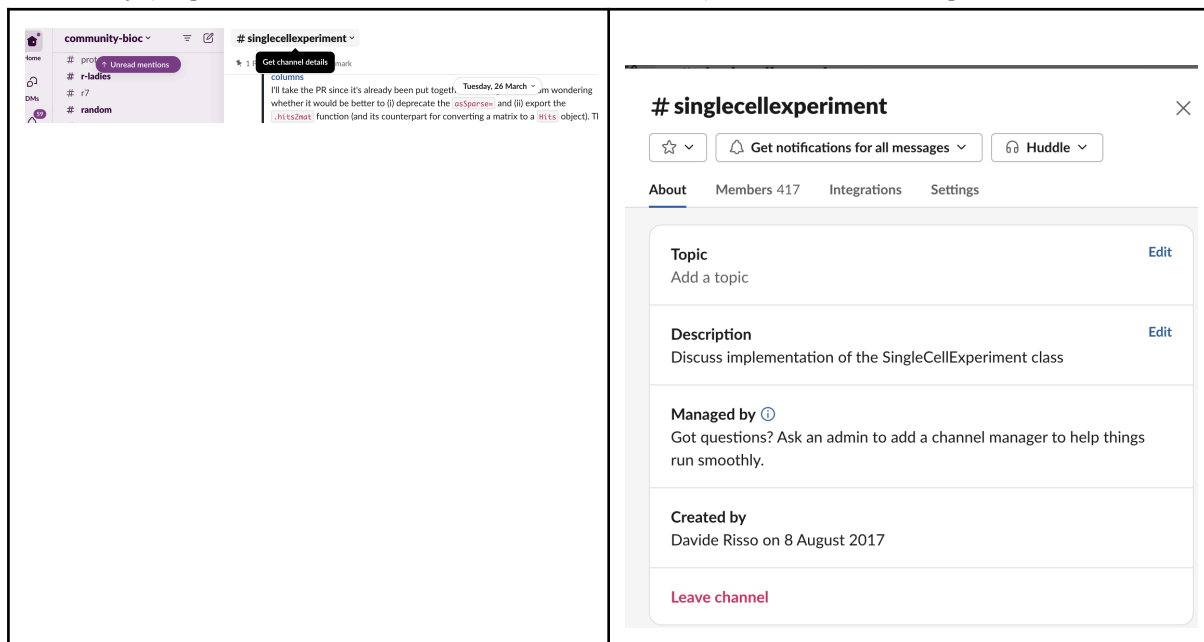 community-bioc
# singlecellexperiment
Home
# prot
↑ Unread mentions
Get channel details
mark
# r-ladies
columns
DMs
# r7
I'll take the PR since it's already been put togeth
Tuesday, 26 March
m wondering
59
# random
whether it would be better to (i) deprecate the asSparse= and (ii) export the
.hits2mat function (and its counterpart for converting a matrix to a Hits object). Tl
# singlecellexperiment
Get notifications for all messages
Huddle
About Members 417 Integrations Settings
Topic
Edit
Add a topic
Description
Edit
Discuss implementation of the SingleCellExperiment class
Managed by
Got questions? Ask an admin to add a channel manager to help things
run smoothly.
Created by
Davide Risso on 8 August 2017
Leave channel